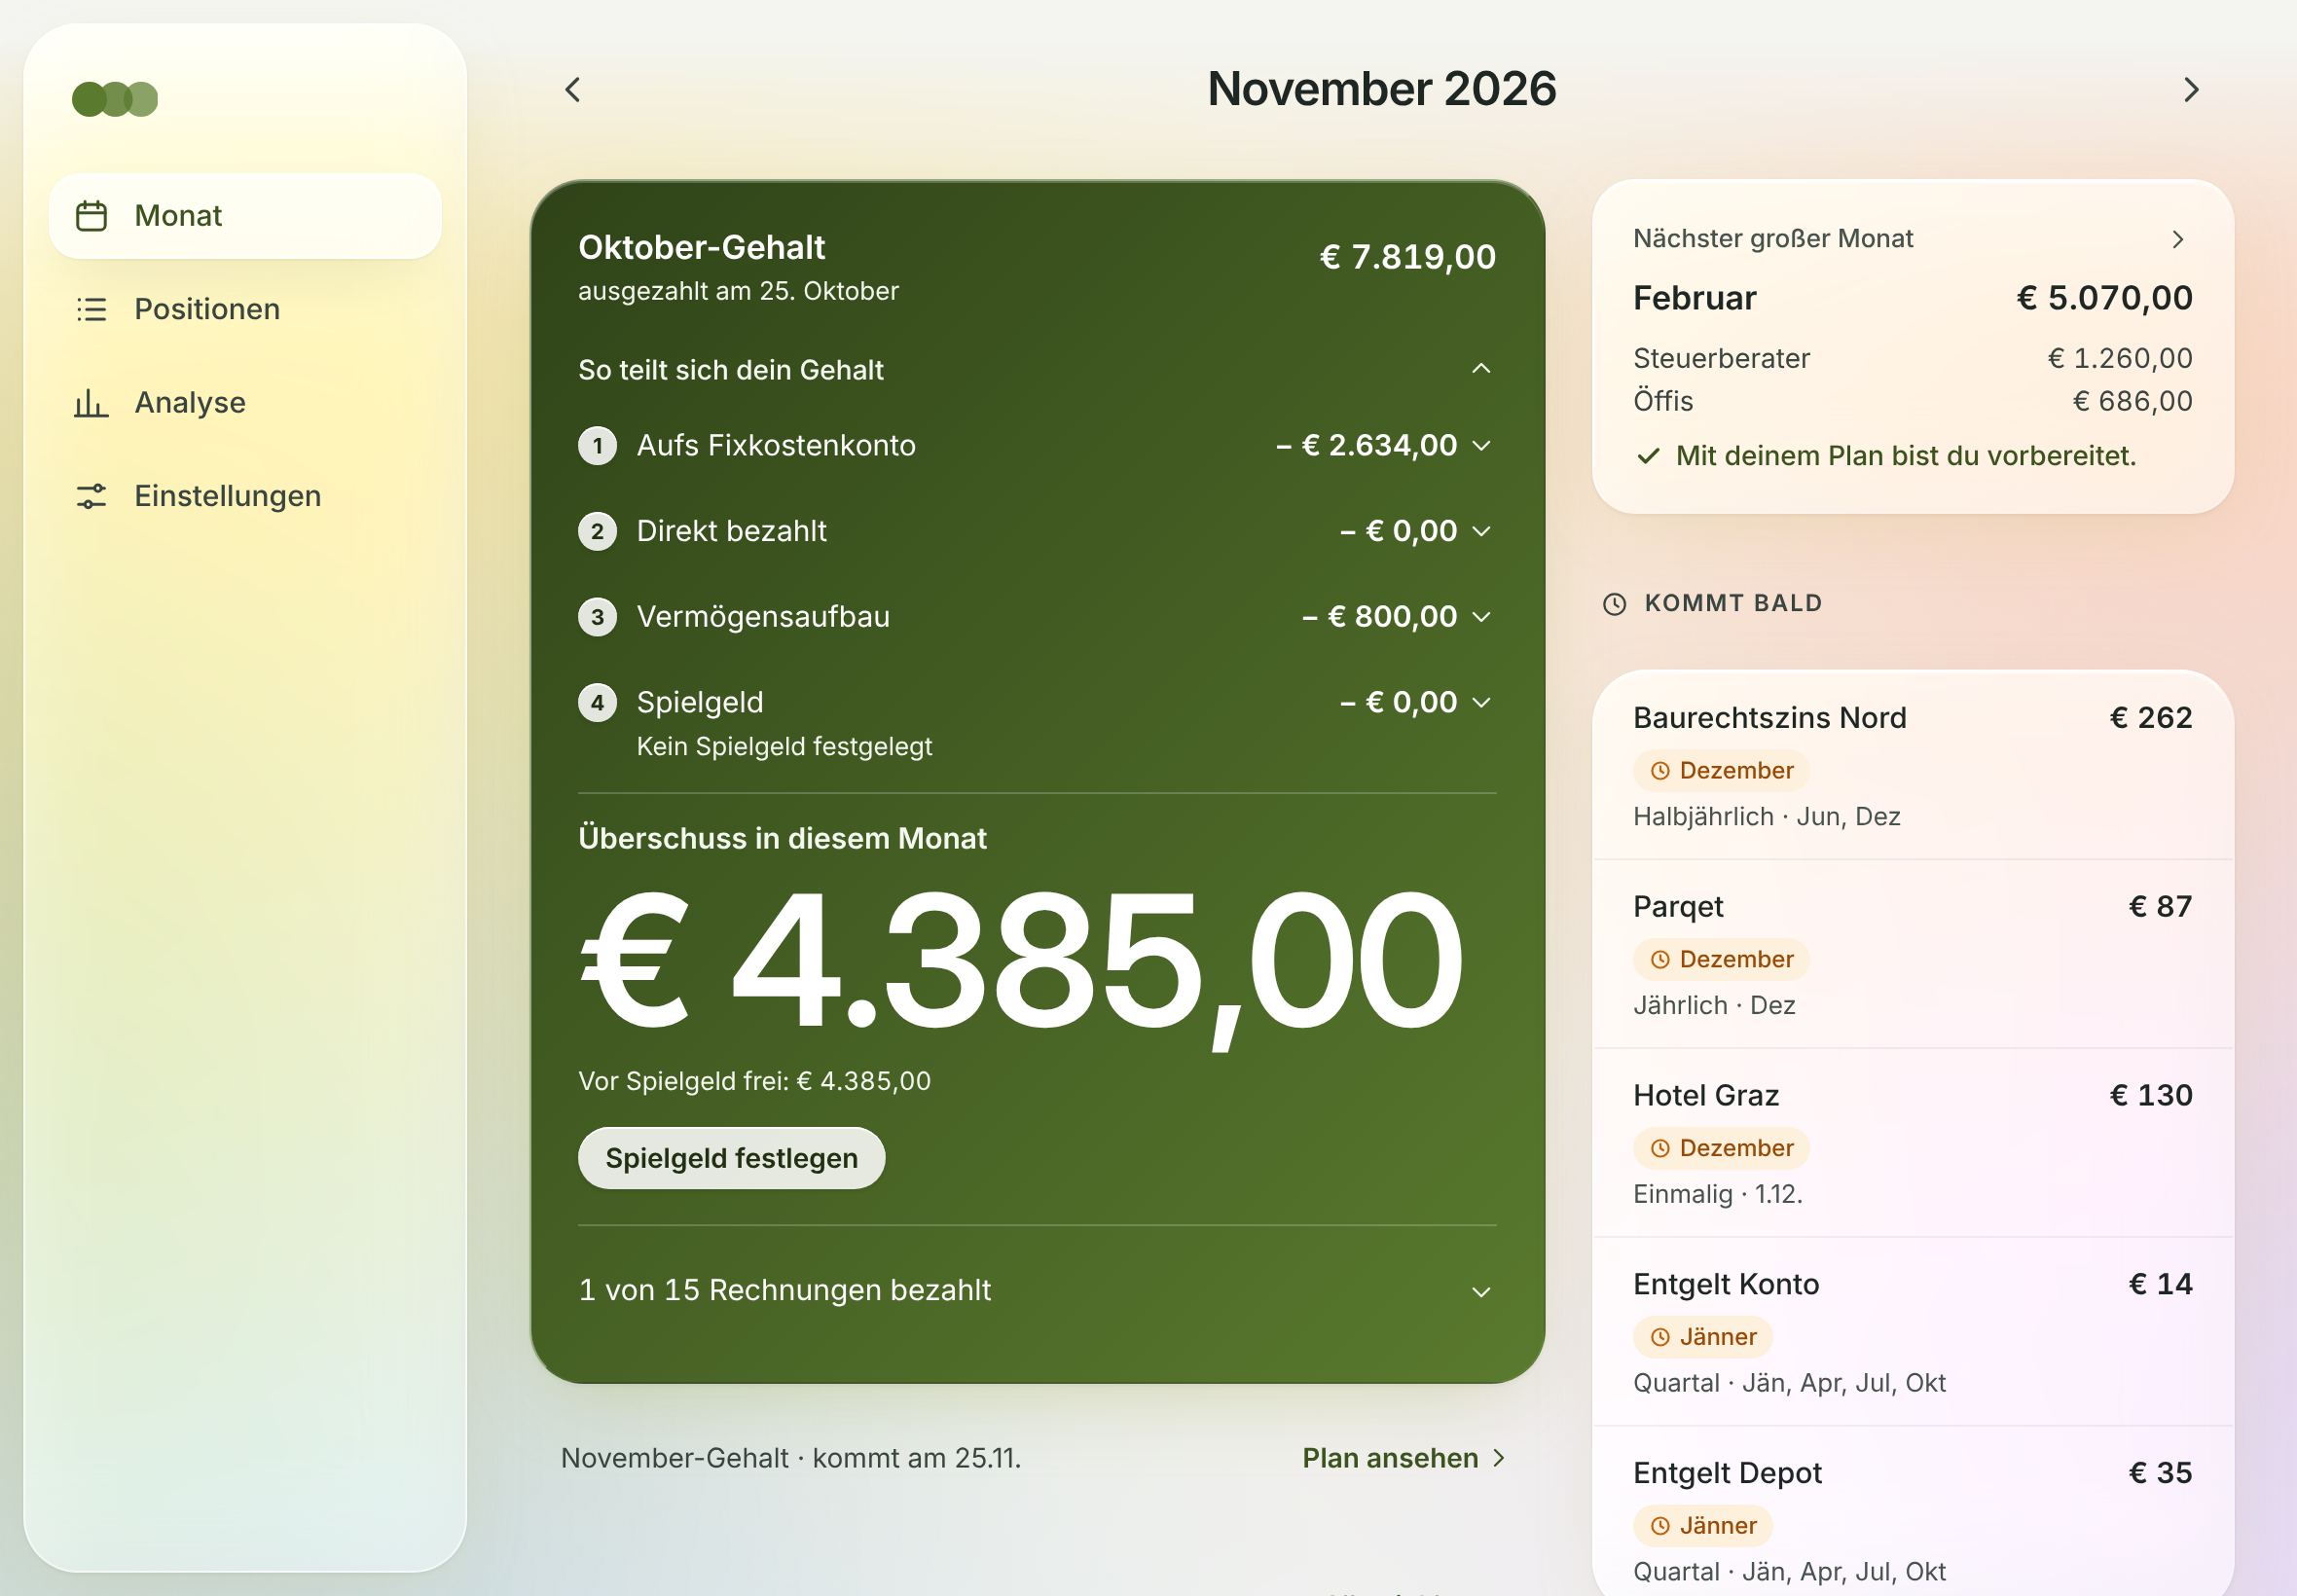 Monat
Positionen
Analyse
Einstellungen
November 2026
Oktober-Gehalt
€ 7.819,00
ausgezahlt am 25. Oktober
So teilt sich dein Gehalt
1 Aufs Fixkostenkonto – € 2.634,00
2 Direkt bezahlt – € 0,00
3 Vermögensaufbau – € 800,00
4 Spielgeld – € 0,00
Kein Spielgeld festgelegt
Überschuss in diesem Monat
€ 4.385,00
Vor Spielgeld frei: € 4.385,00
Spielgeld festlegen
1 von 15 Rechnungen bezahlt
November-Gehalt · kommt am 25.11.
Plan ansehen
Nächster großer Monat
Februar € 5.070,00
Steuerberater € 1.260,00
Öffis € 686,00
Mit deinem Plan bist du vorbereitet.
KOMMT BALD
Baurechtszins Nord € 262
Dezember
Halbjährlich · Jun, Dez
Parqet € 87
Dezember
Jährlich · Dez
Hotel Graz € 130
Dezember
Einmalig · 1.12.
Entgelt Konto € 14
Jänner
Quartal · Jän, Apr, Jul, Okt
Entgelt Depot € 35
Jänner
Quartal · Jän, Apr, Jul, Okt